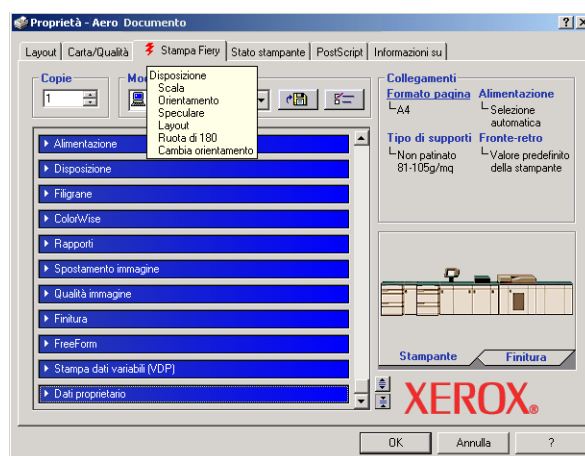 Proprietà - Aero Documento
Layout Carta/Qualità Stampa Fiery Stato stampante PostScript Informazioni su
Copie
1
Disposizione
Scala
Orientamento
Speculare
Layout
Ruota di 180
Cambia orientamento
Alimentazione
Disposizione
Filigrane
ColorWise
Rapporti
Spostamento immagine
Qualità immagine
Finitura
FreeForm
Stampa dati variabili (VDP)
Dati proprietario
Collegamenti
Formato pagina Alimentazione
A4 Selezione
automatica
Tipo di supporti Fronte-retro
Non patinato Valore predefinito
81-105g/mq della stampante
Stampante Finitura
XEROX®
OK Annulla ?